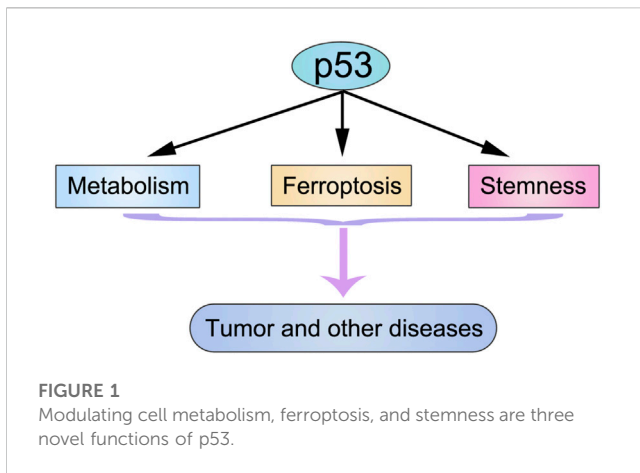 p53
Metabolism Ferroptosis Stemness
Tumor and other diseases
FIGURE 1
Modulating cell metabolism, ferroptosis, and stemness are three
novel functions of p53.